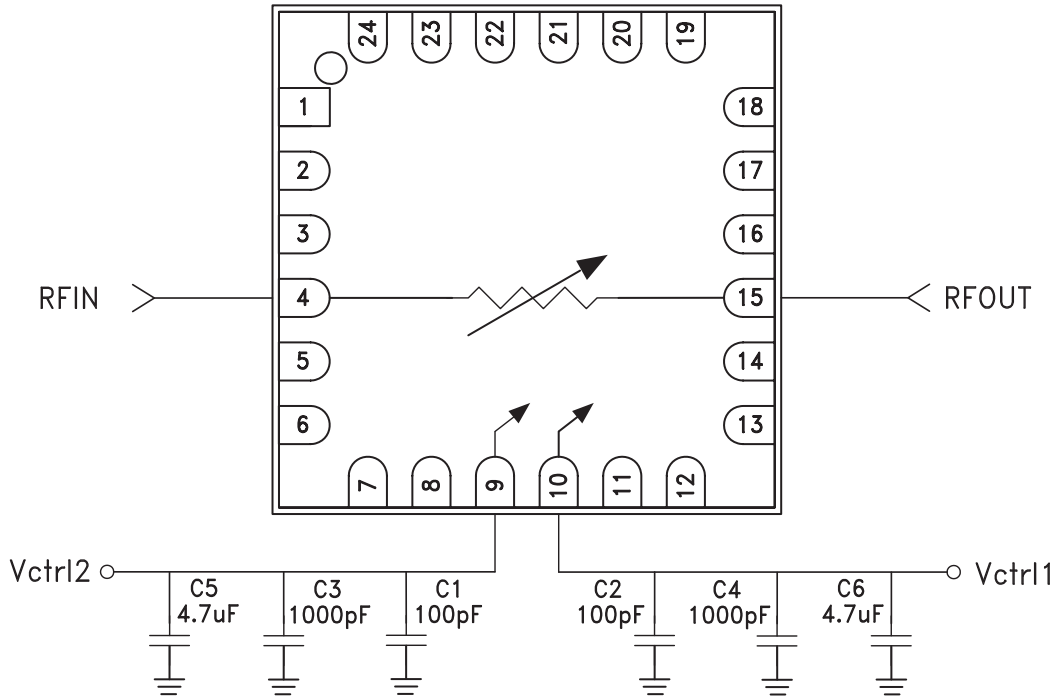 24 23 22 21 20 19
1 18
2 17
3 16
RFIN 4 15 RFOUT
5 14
6 13
7 8 9 10 11 12
Vctrl2 Vctrl1
C5 C3 C1 C2 C4 C6
4.7uF 1000pF 100pF 100pF 1000pF 4.7uF